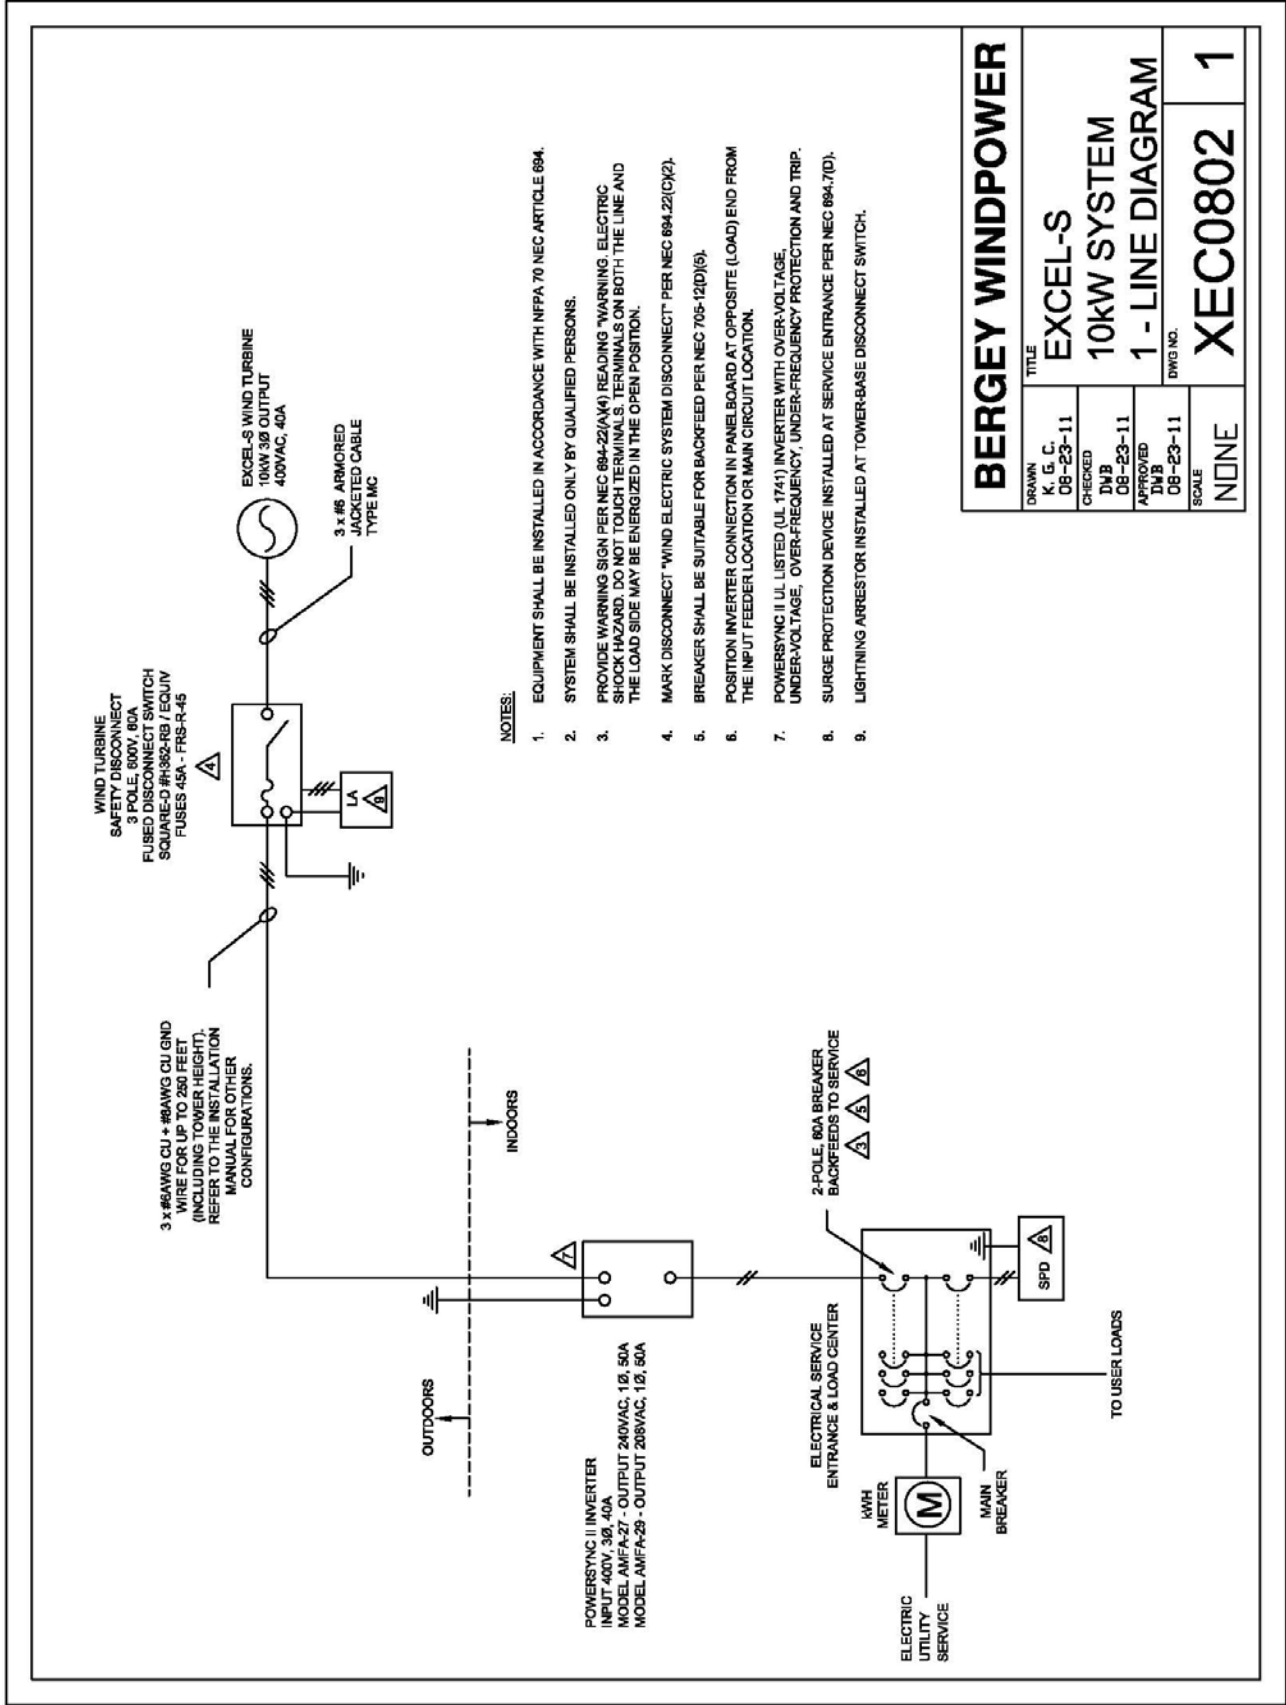 WIND TURBINE
SAFETY DISCONNECT
3 POLE, 600V, 60A
FUSED DISCONNECT SWITCH
SQUARE-D #H362-RB / EQUIV
FUSES 45A - FRS-R-45
4
EXCEL-S WIND TURBINE
10kW 3Ø OUTPUT
400VAC, 40A
3 x #6 ARMORED
JACKETED CABLE
TYPE MC
LA
9
3 x #6AWG CU + #8AWG CU GND
WIRE FOR UP TO 250 FEET
(INCLUDING TOWER HEIGHT).
REFER TO THE INSTALLATION
MANUAL FOR OTHER
CONFIGURATIONS.
OUTDOORS
INDOORS
7
POWERSYNC II INVERTER
INPUT 400V, 3Ø, 40A
MODEL AMFA-27 - OUTPUT 240VAC, 1Ø, 50A
MODEL AMFA-29 - OUTPUT 208VAC, 1Ø, 50A
2-POLE, 60A BREAKER
BACKFEEDS TO SERVICE
3 5 6
ELECTRICAL SERVICE
ENTRANCE & LOAD CENTER
kWH
METER
M
MAIN
BREAKER
ELECTRIC
UTILITY
SERVICE
SPD
8
TO USER LOADS
NOTES:
1. EQUIPMENT SHALL BE INSTALLED IN ACCORDANCE WITH NFPA 70 NEC ARTICLE 694.
2. SYSTEM SHALL BE INSTALLED ONLY BY QUALIFIED PERSONS.
3. PROVIDE WARNING SIGN PER NEC 694-22(A)(4) READING "WARNING. ELECTRIC
SHOCK HAZARD. DO NOT TOUCH TERMINALS. TERMINALS ON BOTH THE LINE AND
THE LOAD SIDE MAY BE ENERGIZED IN THE OPEN POSITION.
4. MARK DISCONNECT "WIND ELECTRIC SYSTEM DISCONNECT" PER NEC 694.22(C)(2).
5. BREAKER SHALL BE SUITABLE FOR BACKFEED PER NEC 705-12(D)(5).
6. POSITION INVERTER CONNECTION IN PANELBOARD AT OPPOSITE (LOAD) END FROM
THE INPUT FEEDER LOCATION OR MAIN CIRCUIT LOCATION.
7. POWERSYNC II UL LISTED (UL 1741) INVERTER WITH OVER-VOLTAGE,
UNDER-VOLTAGE, OVER-FREQUENCY, UNDER-FREQUENCY PROTECTION AND TRIP.
8. SURGE PROTECTION DEVICE INSTALLED AT SERVICE ENTRANCE PER NEC 694.7(D).
9. LIGHTNING ARRESTOR INSTALLED AT TOWER-BASE DISCONNECT SWITCH.
BERGEY WINDPOWER
DRAWN
K. G. C.
08-23-11
CHECKED
DWB
08-23-11
APPROVED
DWB
08-23-11
SCALE
NONE
TITLE
EXCEL-S
10kW SYSTEM
1 - LINE DIAGRAM
DWG NO.
XEC0802
1